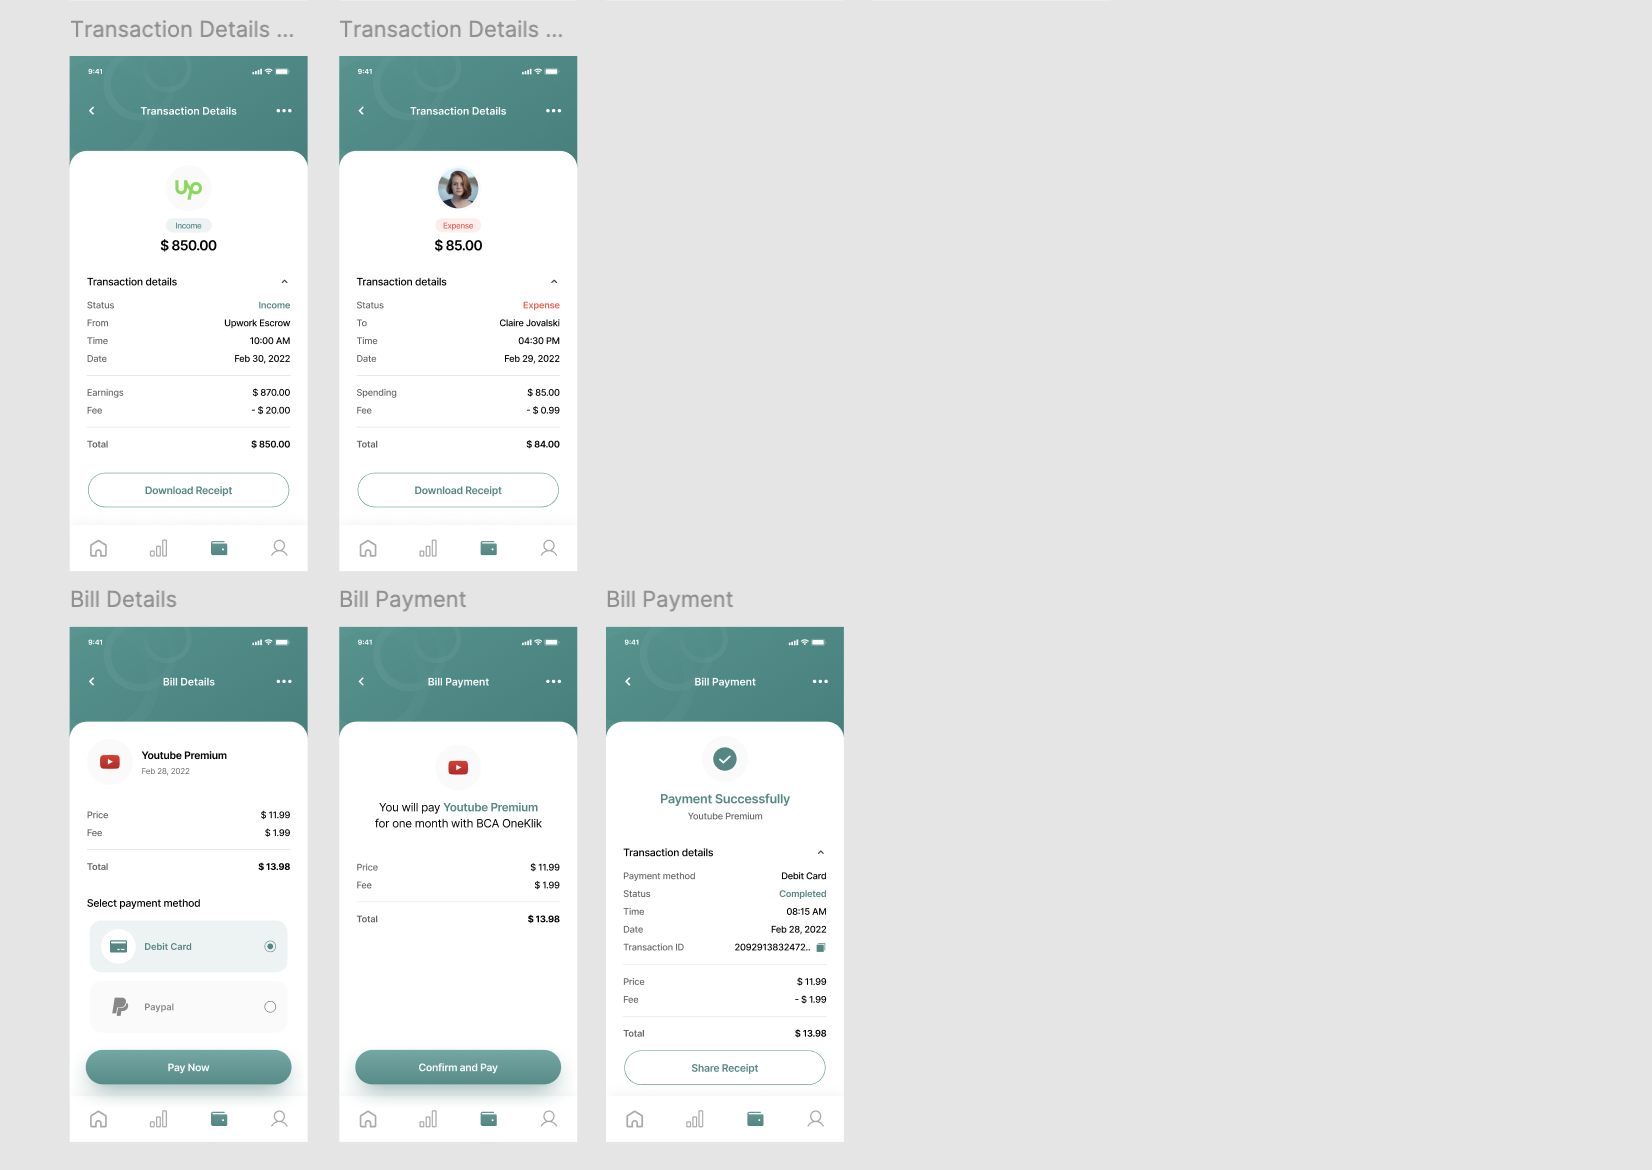 Transaction Details ...
Transaction Details ...
9:41
Transaction Details
Up
Income
$ 850.00
Transaction details
Status Income
From Upwork Escrow
Time 10:00 AM
Date Feb 30, 2022
Earnings $ 870.00
Fee - $ 20.00
Total $ 850.00
Download Receipt
9:41
Transaction Details
Expense
$ 85.00
Transaction details
Status Expense
To Claire Jovalski
Time 04:30 PM
Date Feb 29, 2022
Spending $ 85.00
Fee - $ 0.99
Total $ 84.00
Download Receipt
Bill Details
Bill Payment
Bill Payment
9:41
Bill Details
Youtube Premium
Feb 28, 2022
Price $ 11.99
Fee $ 1.99
Total $ 13.98
Select payment method
Debit Card
Paypal
Pay Now
9:41
Bill Payment
You will pay Youtube Premium
for one month with BCA OneKlik
Price $ 11.99
Fee $ 1.99
Total $ 13.98
Confirm and Pay
9:41
Bill Payment
Payment Successfully
Youtube Premium
Transaction details
Payment method Debit Card
Status Completed
Time 08:15 AM
Date Feb 28, 2022
Transaction ID 2092913832472..
Price $ 11.99
Fee - $ 1.99
Total $ 13.98
Share Receipt